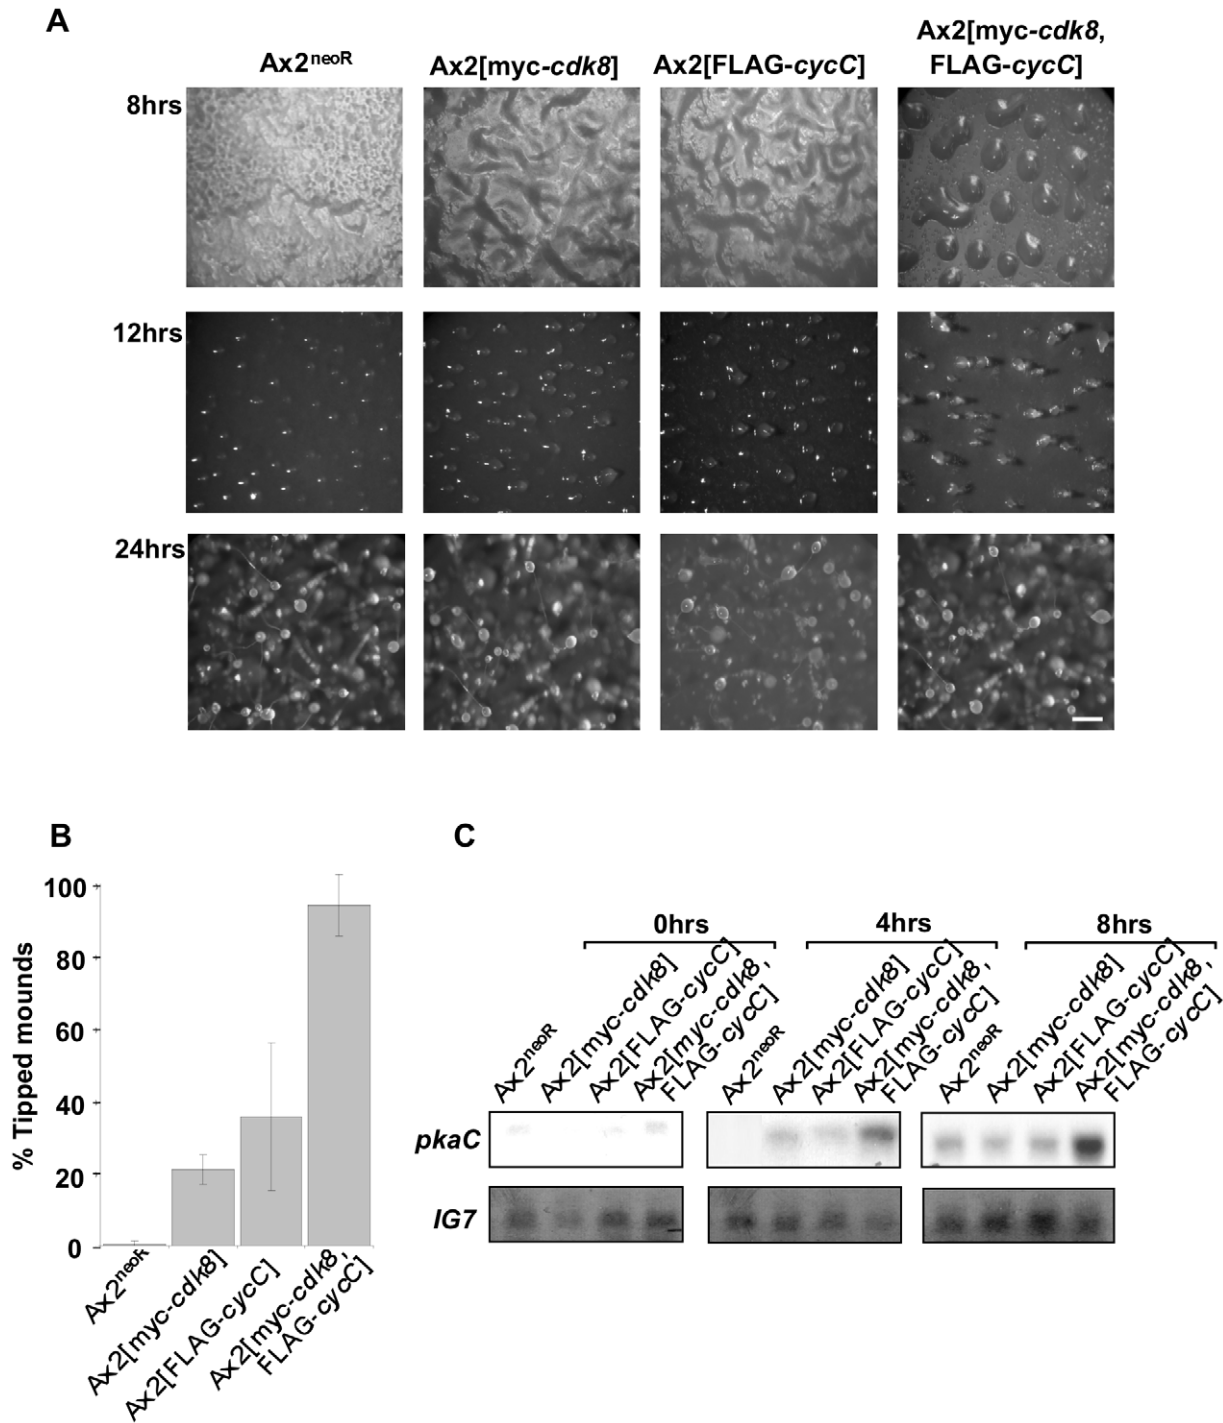 A
Ax2neoR
Ax2[myc-cdk8]
Ax2[FLAG-cycC]
Ax2[myc-cdk8,
FLAG-cycC]
8hrs
12hrs
24hrs
B
% Tipped mounds
100
80
60
40
20
0
Ax2neoR
Ax2[myc-cdk8]
Ax2[FLAG-cycC]
Ax2[myc-cdk8,
FLAG-cycC]
C
0hrs
4hrs
8hrs
Ax2neoR
Ax2[myc-cdk8]
Ax2[FLAG-cycC]
Ax2[myc-cdk8,
FLAG-cycC]
Ax2neoR
Ax2[myc-cdk8]
Ax2[FLAG-cycC]
Ax2[myc-cdk8,
FLAG-cycC]
Ax2neoR
Ax2[myc-cdk8]
Ax2[FLAG-cycC]
Ax2[myc-cdk8,
FLAG-cycC]
pkaC
IG7